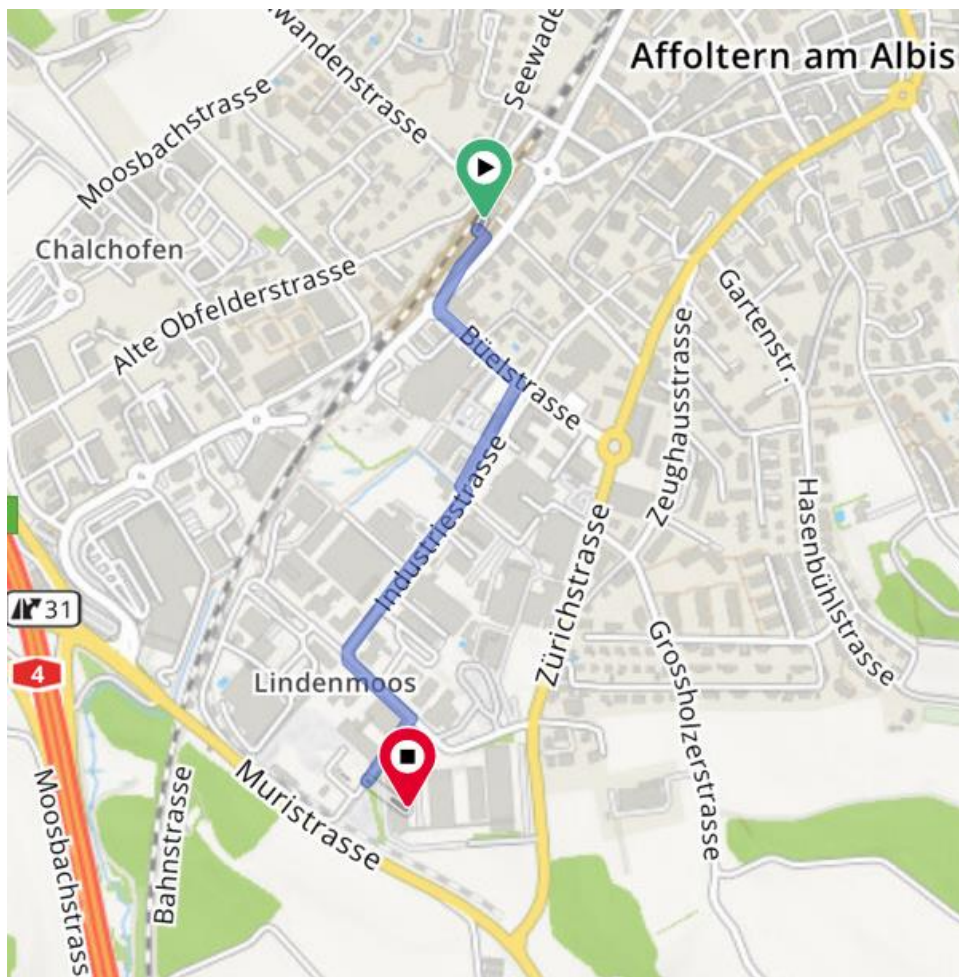 wandenstrasse
Seewade
Affoltern am Albis
Moosbachstrasse
Chalchofen
Alte Obfelderstrasse
Gartenstr.
Büelstrasse
Zeughausstrasse
Industriestrasse
Hasenbühlstrasse
31
Zürichstrasse
Grossholzerstrasse
4
Lindenmoos
Muristrasse
Bahnstrasse
Moosbachstrass